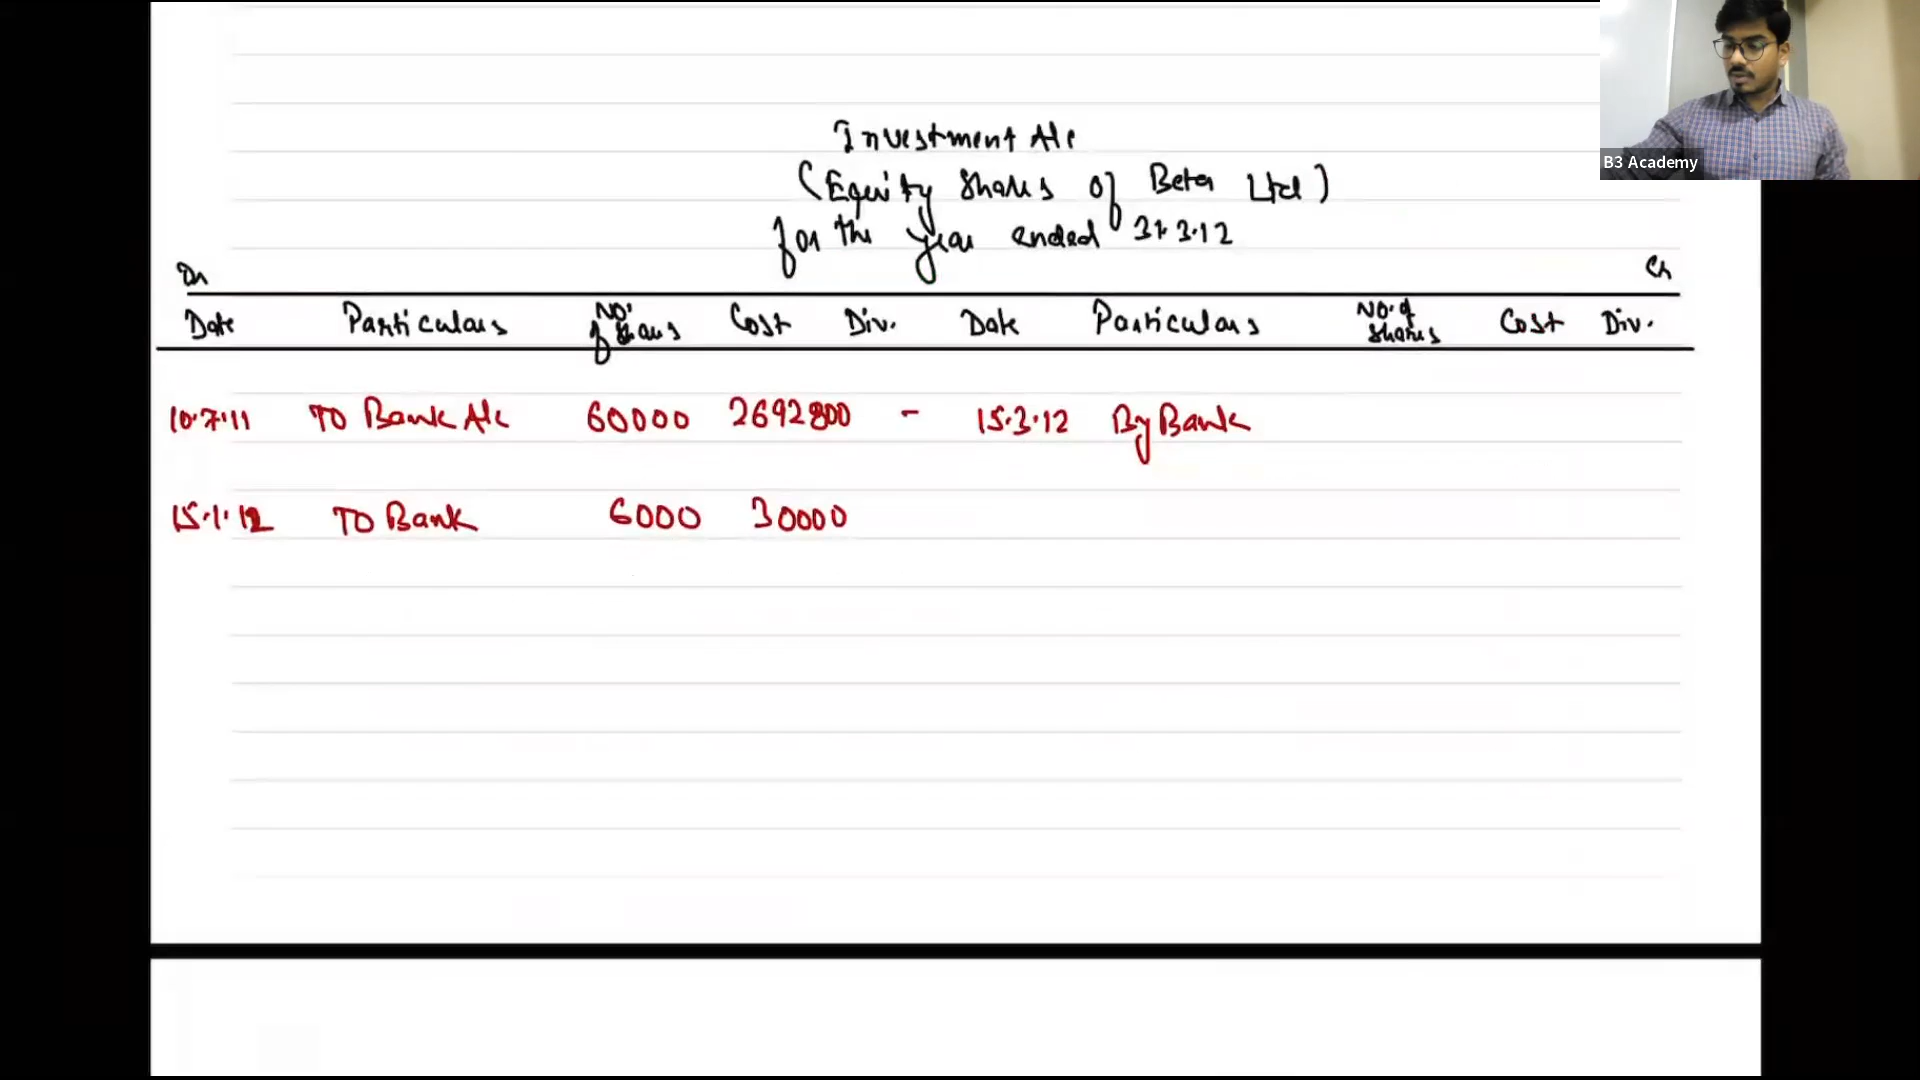 B3 Academy
Investment A/c
(Equity Shares of Beta Ltd)
for the year ended 31.3.12
Dr Cr
Date Particulars No. of Shares Cost Div. Date Particulars No. of Shares Cost Div.
10.7.11 TO Bank A/c 60000 2692800 - 15.3.12 By Bank
15.1.12 TO Bank 6000 30000